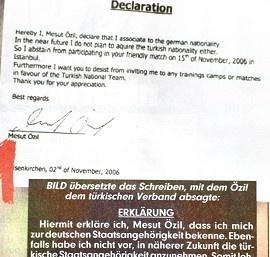 Declaration
Hereby I, Mesut Özil, declare that I associate to the german nationality.
In the near future I do not plan to aquire the turkish nationality either.
So I abstain from participating in your friendly match on 15th of November, 2006 in
Istanbul.
Furthermore I want you to desist from inviting me to any trainings camps or matches
in favour of the Turkish National Team.
Thank you for your appreciation.
Best regards
Mesut Özil
senkirchen, 02nd of November, 2006
BILD übersetzte das Schreiben, mit dem Özil
dem türkischen Verband absagte:
ERKLÄRUNG
Hiermit erkläre ich, Mesut Özil, dass ich mich
zur deutschen Staatsangehörigkeit bekenne. Eben-
falls habe ich nicht vor, in näherer Zukunft die tür-
kische Staatsangehörigkeit anzunehmen. Somit leh-